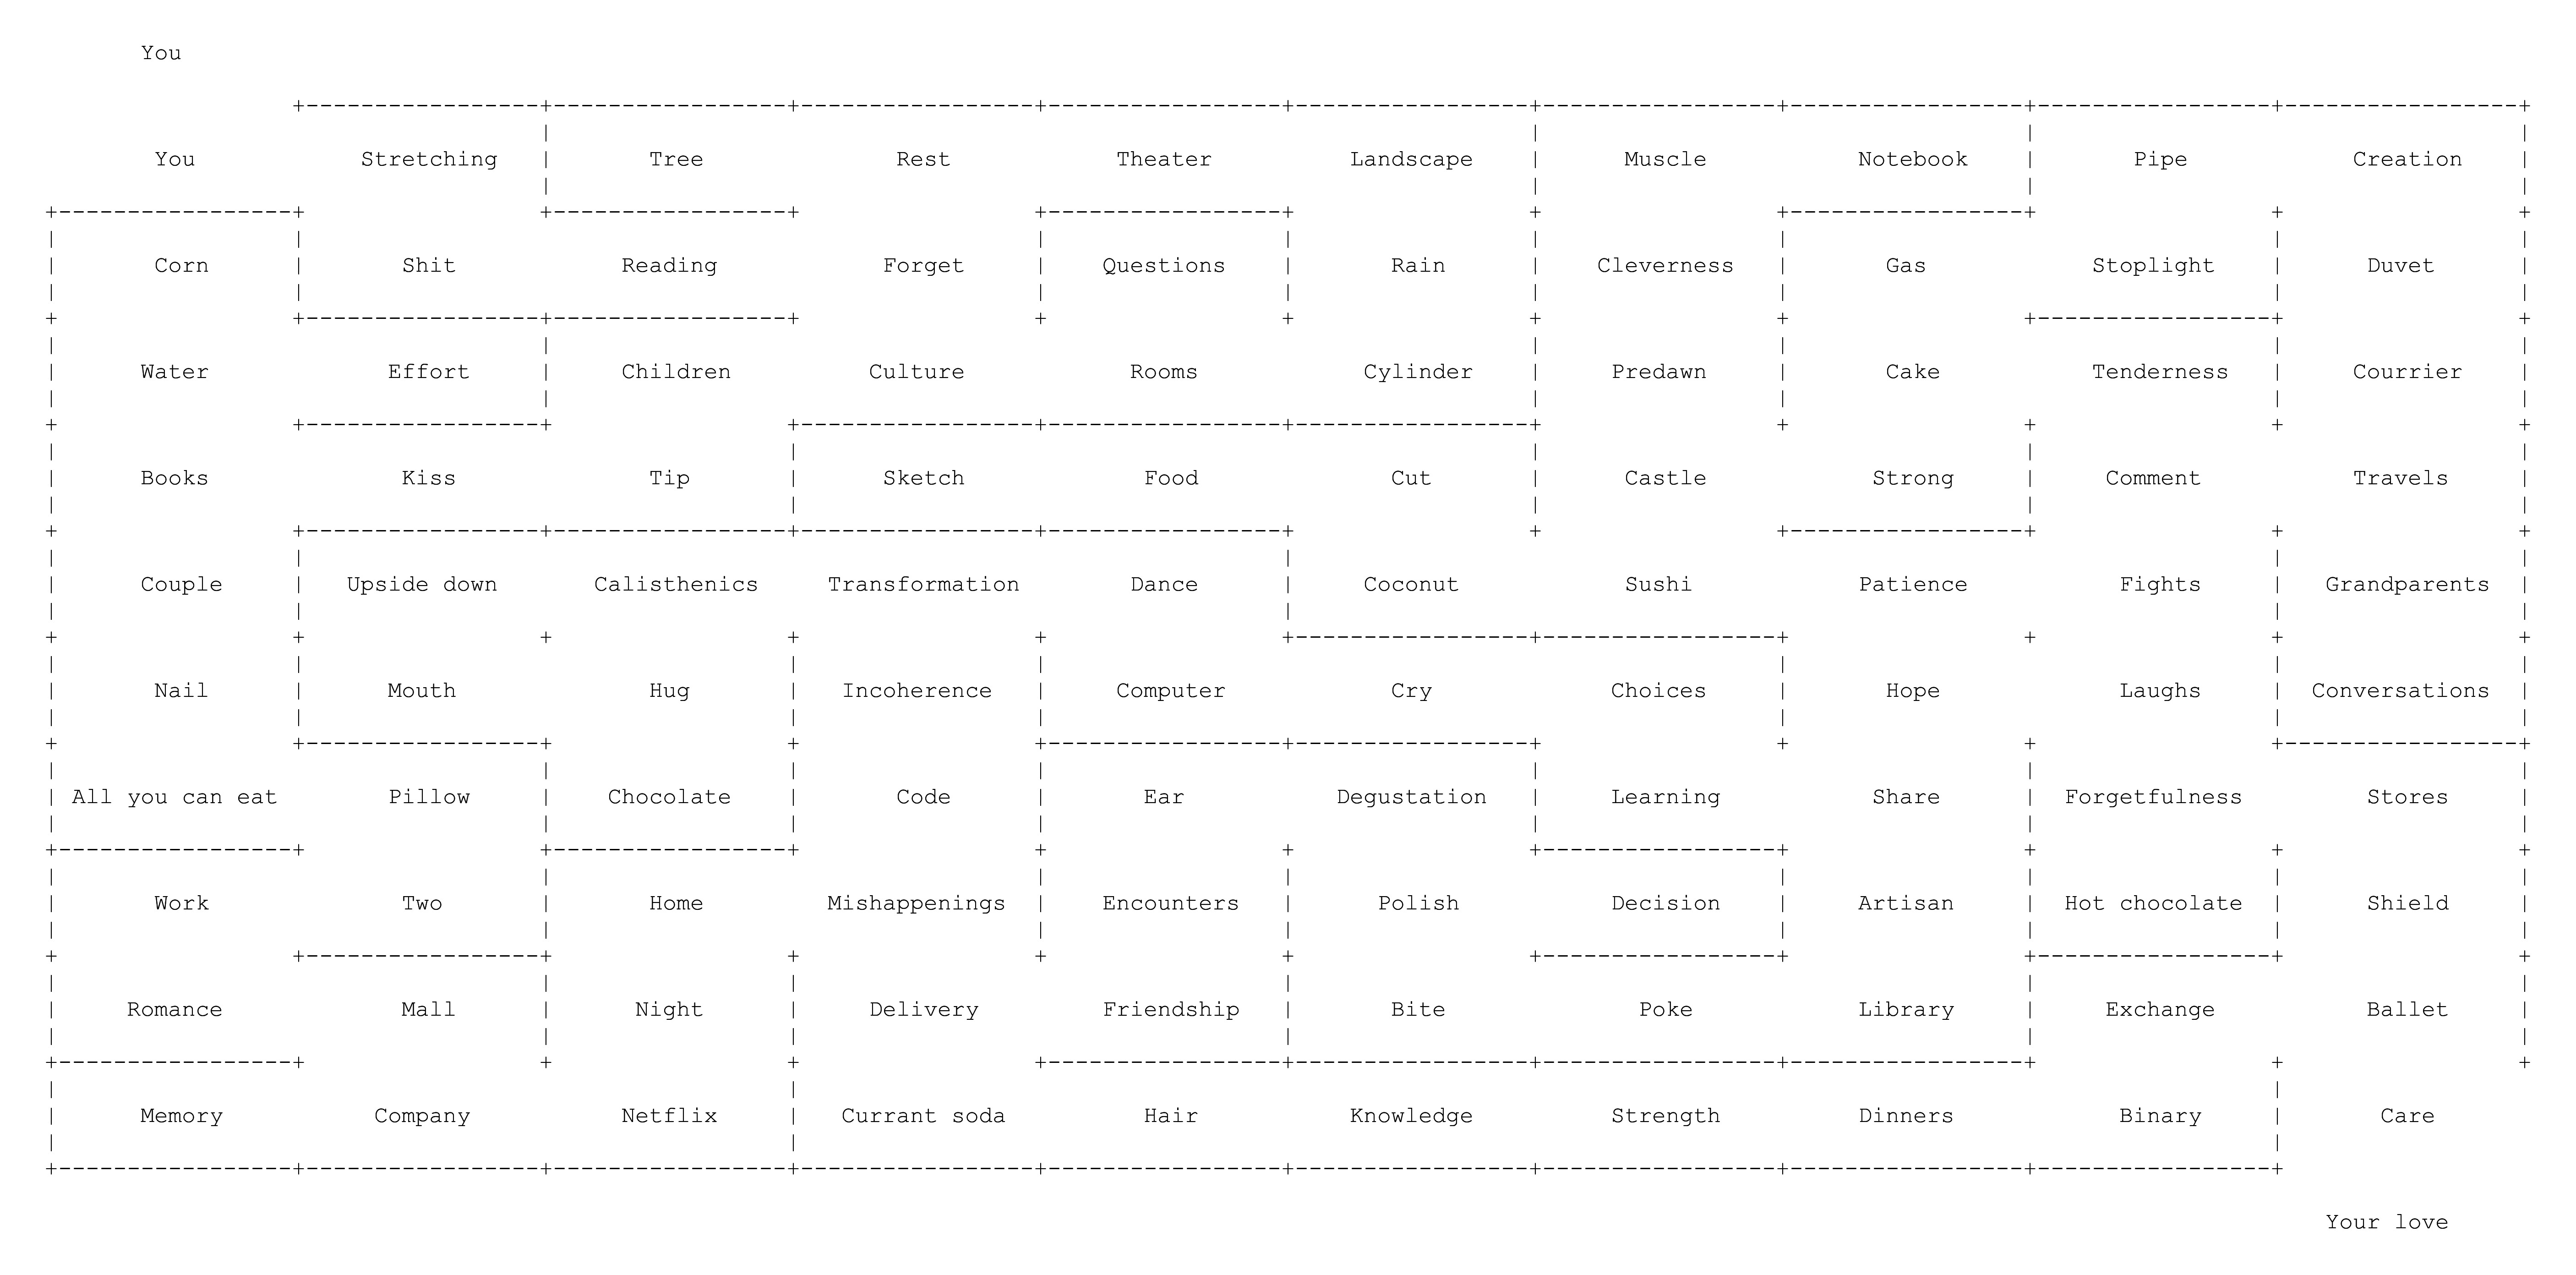 You
You Stretching Tree Rest Theater Landscape Muscle Notebook Pipe Creation
Corn Shit Reading Forget Questions Rain Cleverness Gas Stoplight Duvet
Water Effort Children Culture Rooms Cylinder Predawn Cake Tenderness Courrier
Books Kiss Tip Sketch Food Cut Castle Strong Comment Travels
Couple Upside down Calisthenics Transformation Dance Coconut Sushi Patience Fights Grandparents
Nail Mouth Hug Incoherence Computer Cry Choices Hope Laughs Conversations
All you can eat Pillow Chocolate Code Ear Degustation Learning Share Forgetfulness Stores
Work Two Home Mishappenings Encounters Polish Decision Artisan Hot chocolate Shield
Romance Mall Night Delivery Friendship Bite Poke Library Exchange Ballet
Memory Company Netflix Currant soda Hair Knowledge Strength Dinners Binary Care
Your love